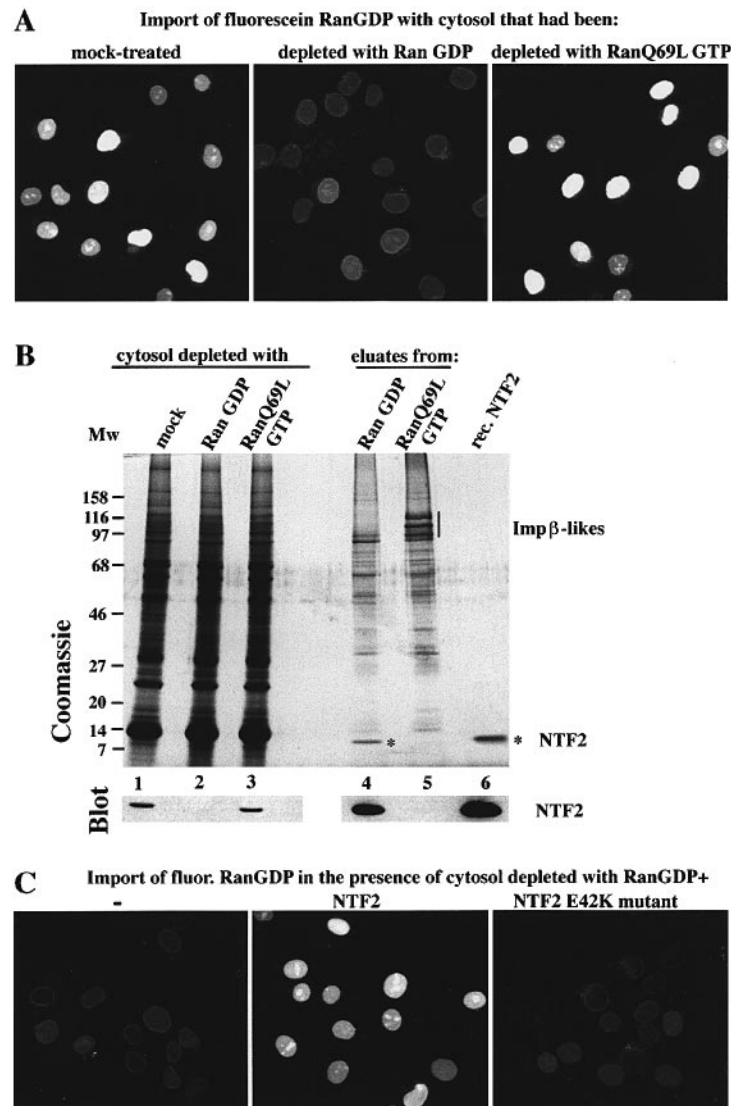 A
Import of fluorescein RanGDP with cytosol that had been:
mock-treated
depleted with Ran GDP
depleted with RanQ69L GTP
B
cytosol depleted with
eluates from:
Mw
mock
Ran GDP
RanQ69L
GTP
Ran GDP
RanQ69L
GTP
rec. NTF2
158
116
97
68
46
27
20
14
7
Imp β-likes
Coomassie
*
* NTF2
1 2 3 4 5 6
Blot
NTF2
C
Import of fluor. RanGDP in the presence of cytosol depleted with RanGDP+
-
NTF2
NTF2 E42K mutant